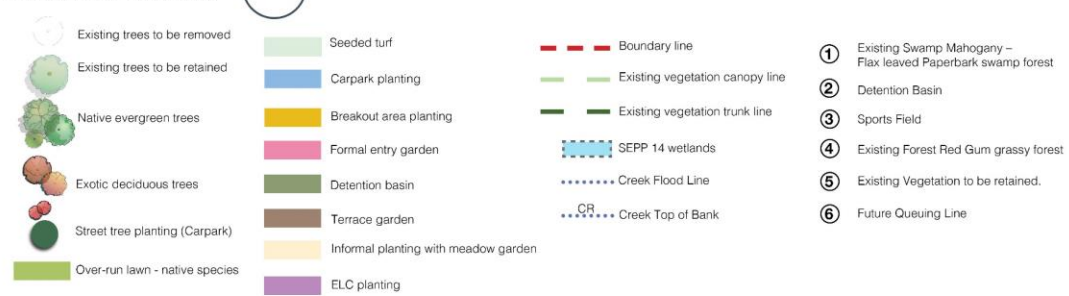 Existing trees to be removed
Existing trees to be retained
Native evergreen trees
Exotic deciduous trees
Street tree planting (Carpark)
Over-run lawn - native species
Seeded turf
Carpark planting
Breakout area planting
Formal entry garden
Detention basin
Terrace garden
Informal planting with meadow garden
ELC planting
Boundary line
Existing vegetation canopy line
Existing vegetation trunk line
SEPP 14 wetlands
Creek Flood Line
CR Creek Top of Bank
1 Existing Swamp Mahogany –
Flax leaved Paperbark swamp forest
2 Detention Basin
3 Sports Field
4 Existing Forest Red Gum grassy forest
5 Existing Vegetation to be retained.
6 Future Queuing Line